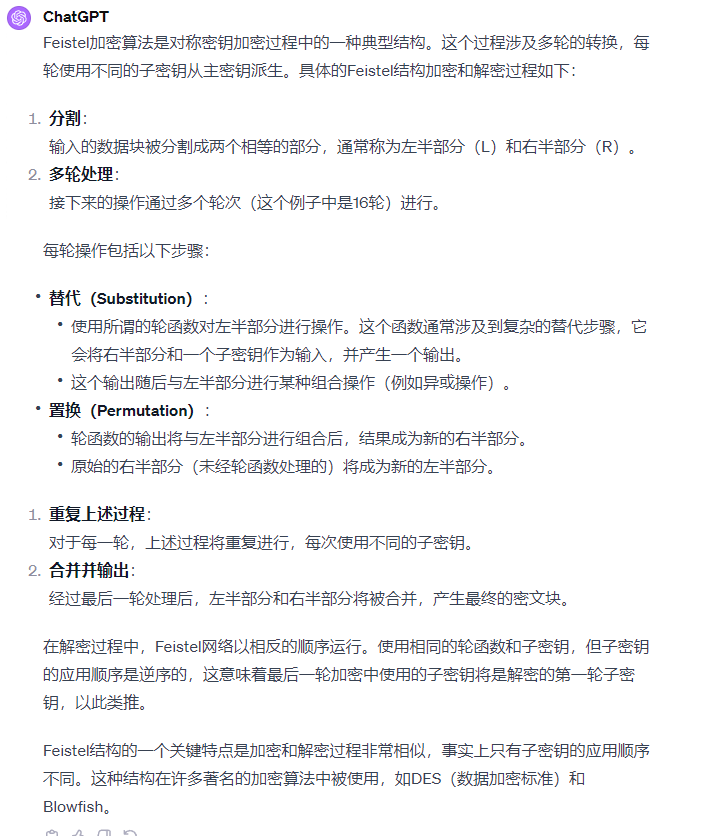 ChatGPT
Feistel加密算法是对称密钥加密过程中的一种典型结构。这个过程涉及多轮的转换，每
轮使用不同的子密钥从主密钥派生。具体的Feistel结构加密和解密过程如下：
1. 分割：
输入的数据块被分割成两个相等的部分，通常称为左半部分（L）和右半部分（R）。
2. 多轮处理：
接下来的操作通过多个轮次（这个例子中是16轮）进行。
每轮操作包括以下步骤：
• 替代（Substitution）：
• 使用所谓的轮函数对左半部分进行操作。这个函数通常涉及到复杂的替代步骤，它
会将右半部分和一个子密钥作为输入，并产生一个输出。
• 这个输出随后与左半部分进行某种组合操作（例如异或操作）。
• 置换（Permutation）：
• 轮函数的输出将与左半部分进行组合后，结果成为新的右半部分。
• 原始的右半部分（未经轮函数处理的）将成为新的左半部分。
1. 重复上述过程：
对于每一轮，上述过程将重复进行，每次使用不同的子密钥。
2. 合并并输出：
经过最后一轮处理后，左半部分和右半部分将被合并，产生最终的密文块。
在解密过程中，Feistel网络以相反的顺序运行。使用相同的轮函数和子密钥，但子密钥
的应用顺序是逆序的，这意味着最后一轮加密中使用的子密钥将是解密的第一轮子密
钥，以此类推。
Feistel结构的一个关键特点是加密和解密过程非常相似，事实上只有子密钥的应用顺序
不同。这种结构在许多著名的加密算法中被使用，如DES（数据加密标准）和
Blowfish。